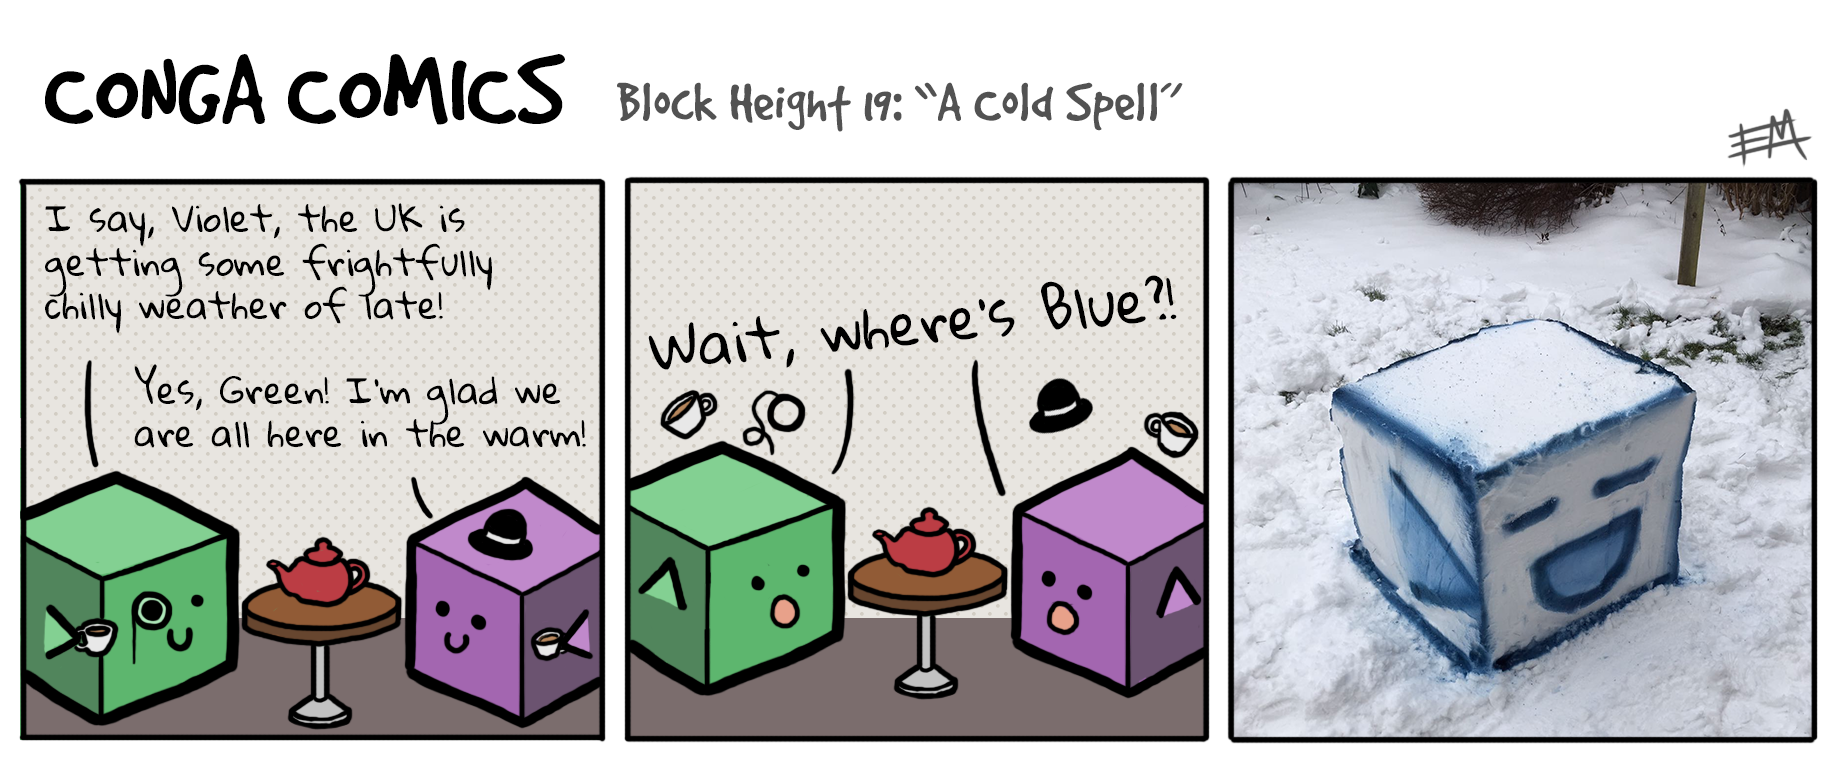 CONGA COMICS
Block Height 19: “A Cold Spell”
EM
I say, Violet, the UK is
getting some frightfully
chilly weather of late!
Yes, Green! I'm glad we
are all here in the warm!
Wait, where's Blue?!